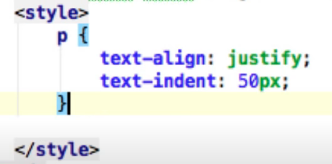 <style>
p {
text-align: justify;
text-indent: 50px;
}
</style>